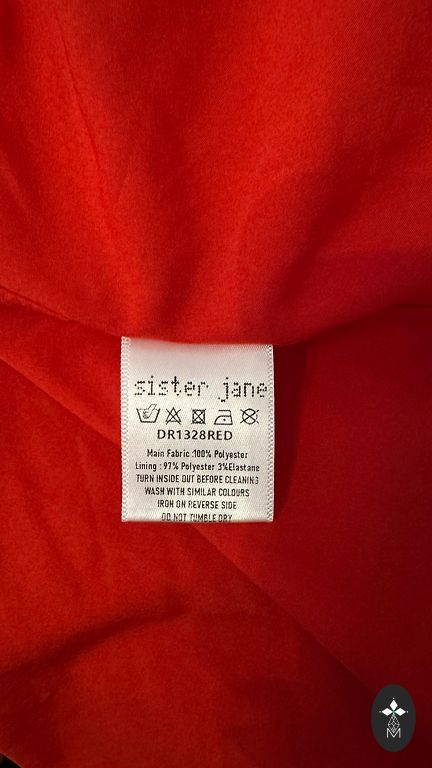 sister jane
DR1328RED
Main Fabric :100% Polyester
Lining : 97% Polyester 3%Elastane
TURN INSIDE OUT BEFORE CLEANING
WASH WITH SIMILAR COLOURS
IRON ON REVERSE SIDE
DO NOT TUMBLE DRY
M